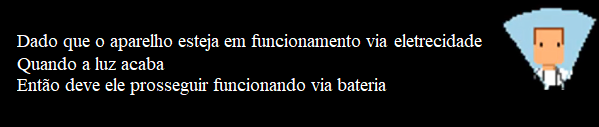 Dado que o aparelho esteja em funcionamento via eletrecidade
Quando a luz acaba
Então deve ele prosseguir funcionando via bateria